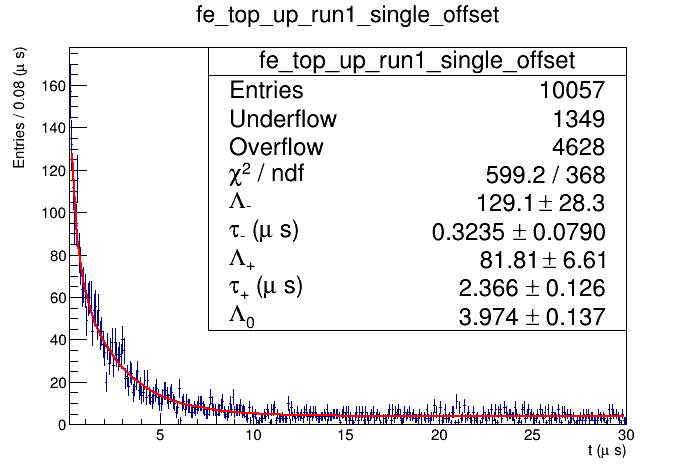 fe_top_up_run1_single_offset
fe_top_up_run1_single_offset
Entries 10057
Underflow 1349
Overflow 4628
χ² / ndf 599.2 / 368
Λ₋ 129.1 ± 28.3
τ₋ (μ s) 0.3235 ± 0.0790
Λ₊ 81.81 ± 6.61
τ₊ (μ s) 2.366 ± 0.126
Λ₀ 3.974 ± 0.137
Entries / 0.08 (μ s)
160
140
120
100
80
60
40
20
0
5 10 15 20 25 30
t (μ s)